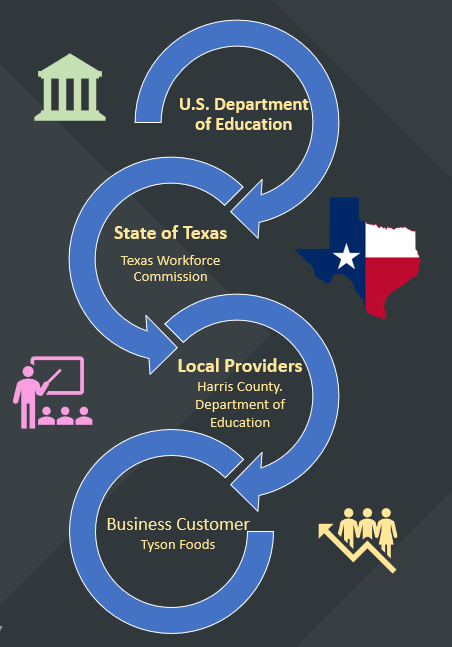 U.S. Department
of Education
State of Texas
Texas Workforce
Commission
Local Providers
Harris County.
Department of
Education
Business Customer
Tyson Foods